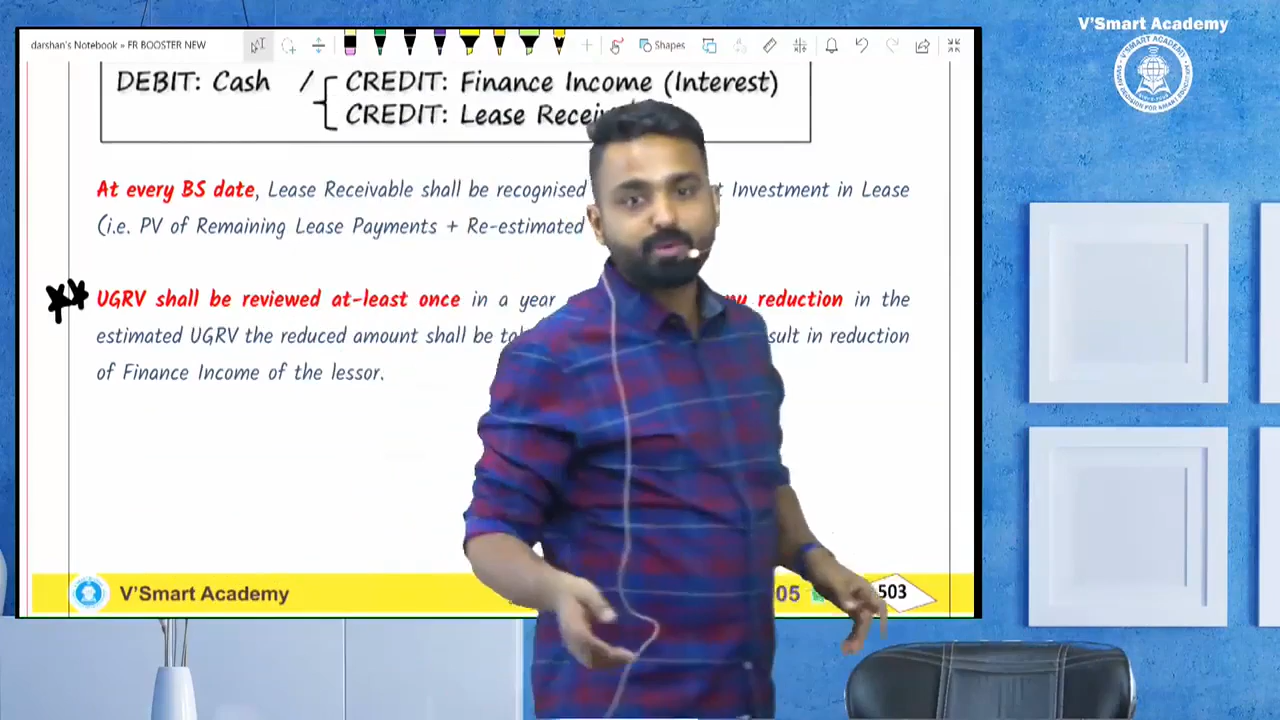 V'Smart Academy
darshan's Notebook » FR BOOSTER NEW
Shapes
DEBIT: Cash / CREDIT: Finance Income (Interest)
CREDIT: Lease
At every BS date, Lease Receivable shall be recognised Investment in Lease
(i.e. PV of Remaining Lease Payments + Re-estimated
UGRV shall be reviewed at-least once in a year reduction in the
estimated UGRV the reduced amount shall be in reduction
of Finance Income of the lessor.
V'Smart Academy 503